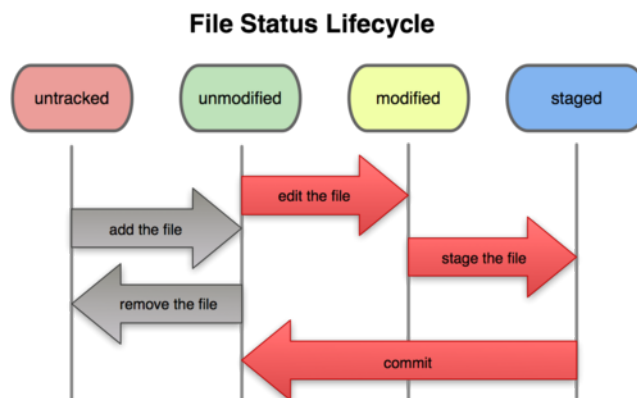 File Status Lifecycle
untracked
unmodified
modified
staged
edit the file
add the file
stage the file
remove the file
commit